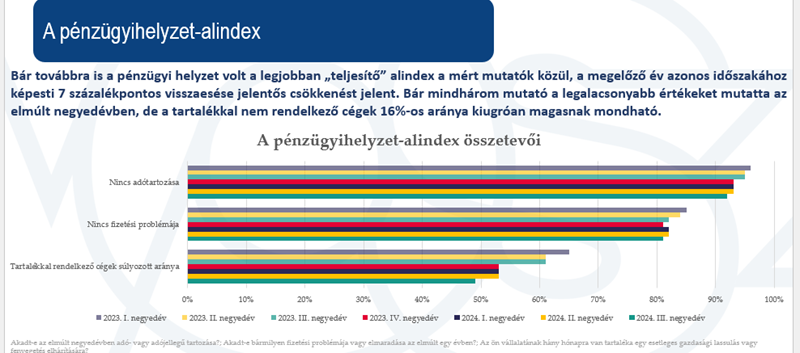 A pénzügyihelyzet-alindex
Bár továbbra is a pénzügyi helyzet volt a legjobban „teljesítő” alindex a mért mutatók közül, a megelőző év azonos időszakához
képesti 7 százalékpontos visszaesése jelentős csökkenést jelent. Bár mindhárom mutató a legalacsonyabb értékeket mutatta az
elmúlt negyedévben, de a tartalékkal nem rendelkező cégek 16%-os aránya kiugróan magasnak mondható.
A pénzügyihelyzet-alindex összetevői
Nincs adótartozása
Nincs fizetési problémája
Tartalékkal rendelkező cégek súlyozott aránya
0% 10% 20% 30% 40% 50% 60% 70% 80% 90% 100%
2023. I. negyedév 2023. II. negyedév 2023. III. negyedév 2023. IV. negyedév 2024. I. negyedév 2024. II. negyedév 2024. III. negyedév
Akadt-e az elmúlt negyedévben adó- vagy adójellegű tartozása?; Akadt-e bármilyen fizetési problémája vagy elmaradása az elmúlt egy évben?; Az ön vállalatának hány hónapra van tartaléka egy esetleges gazdasági lassulás vagy
fenyegetés elhárítására?